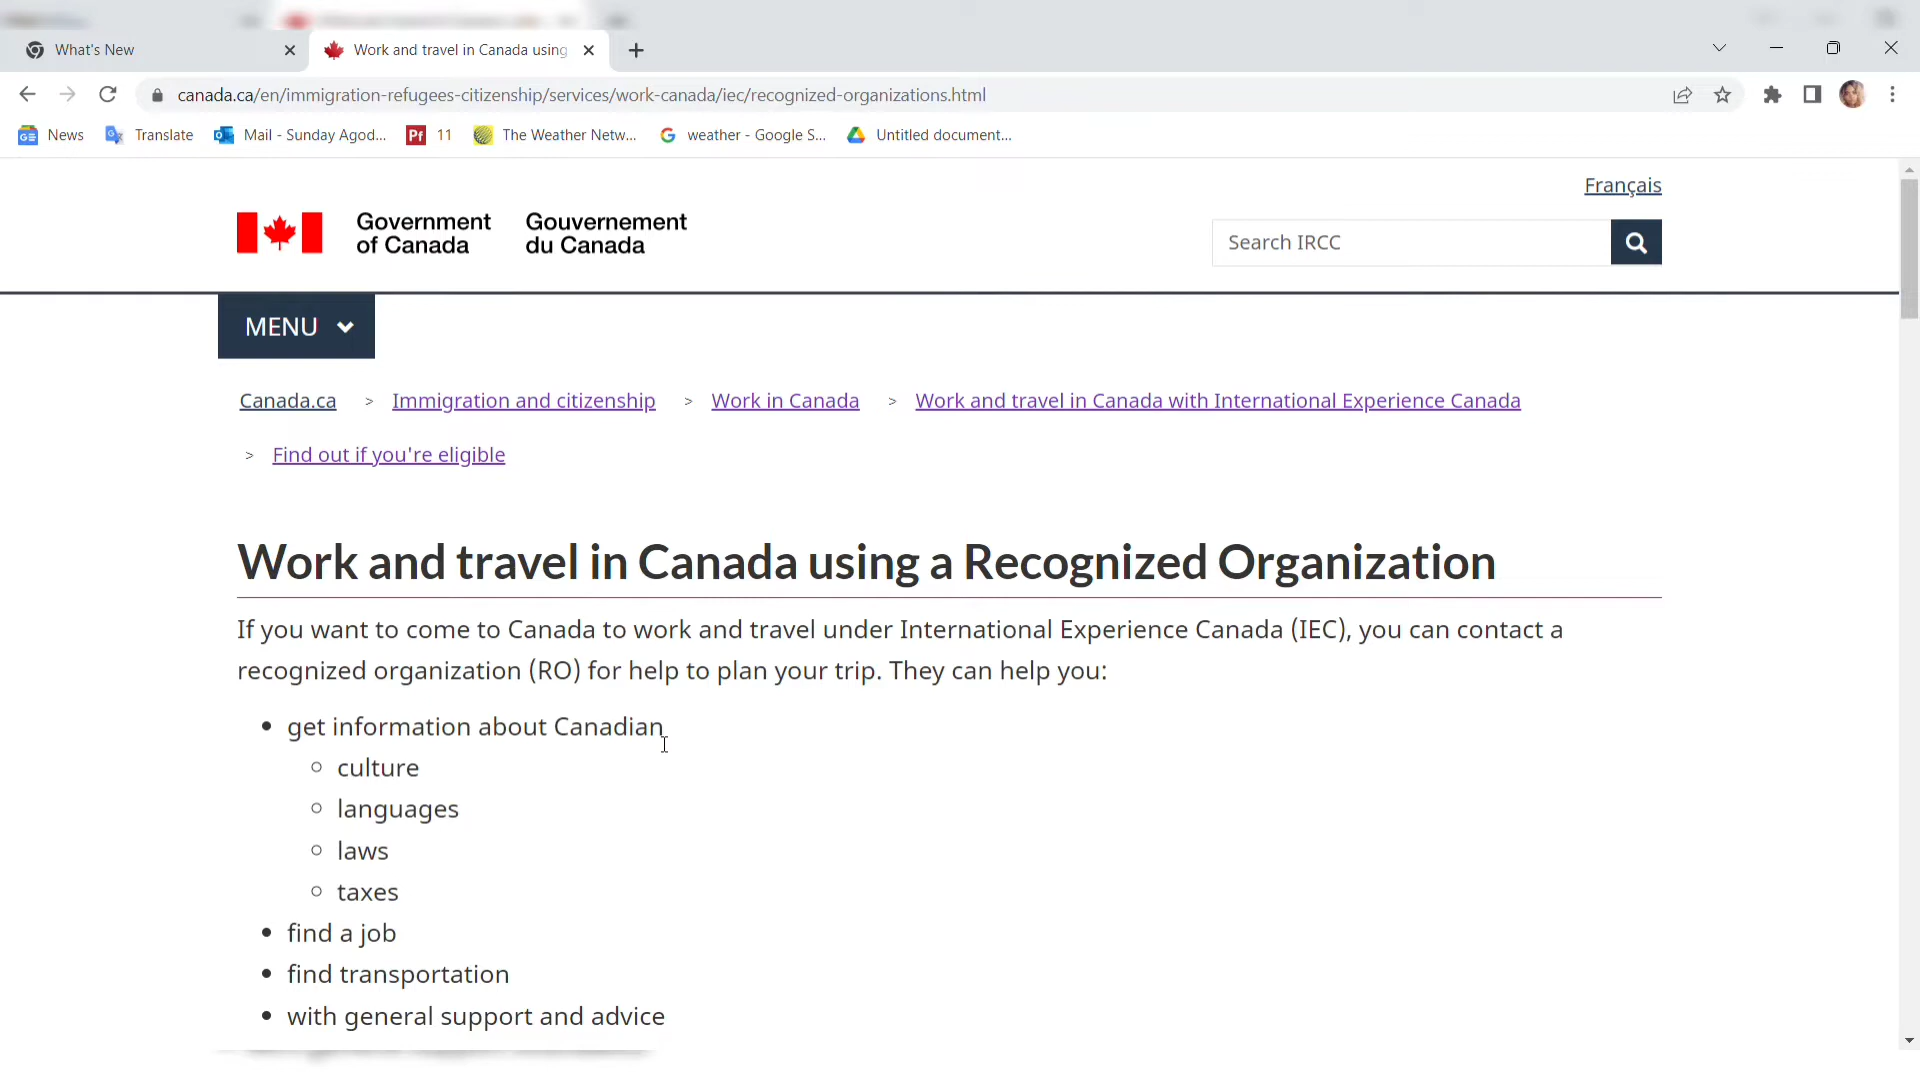 What's New
Work and travel in Canada using
canada.ca/en/immigration-refugees-citizenship/services/work-canada/iec/recognized-organizations.html
News Translate Mail - Sunday Agod... Pf 11 The Weather Netw... weather - Google S... Untitled document...
Français
Government of Canada
Gouvernement du Canada
Search IRCC
MENU
Canada.ca > Immigration and citizenship > Work in Canada > Work and travel in Canada with International Experience Canada
> Find out if you're eligible
Work and travel in Canada using a Recognized Organization
If you want to come to Canada to work and travel under International Experience Canada (IEC), you can contact a
recognized organization (RO) for help to plan your trip. They can help you:
• get information about Canadian
○ culture
○ languages
○ laws
○ taxes
• find a job
• find transportation
• with general support and advice